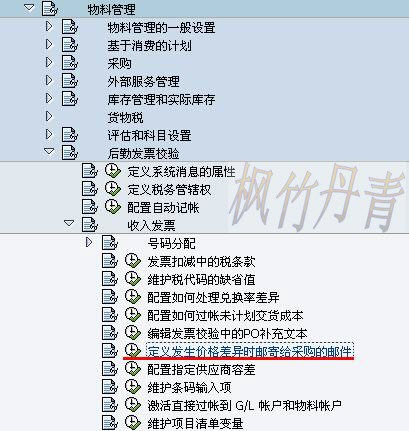 物料管理
物料管理的一般设置
基于消费的计划
采购
外部服务管理
库存管理和实际库存
货物税
评估和科目设置
后勤发票校验
定义系统消息的属性
定义税务管辖权
配置自动记帐
收入发票
号码分配
发票扣减中的税条款
维护税代码的缺省值
配置如何处理兑换率差异
配置如何过帐未计划交货成本
编辑发票校验中的PO补充文本
定义发生价格差异时邮寄给采购的邮件
配置指定供应商容差
维护条码输入项
激活直接过帐到 G/L 帐户和物料帐户
维护项目清单变量
枫竹丹青